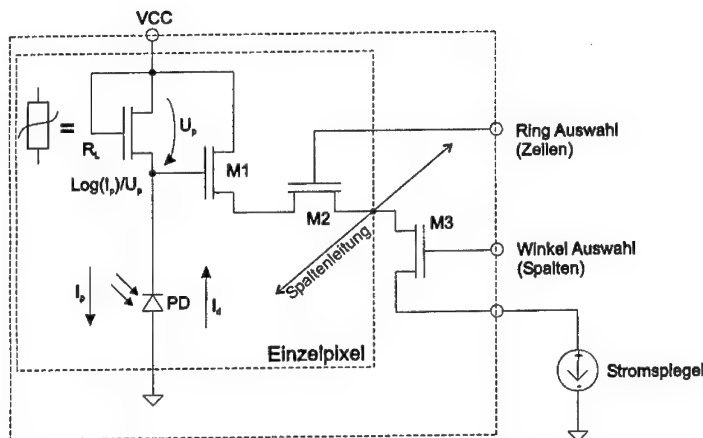 VCC
=
R_L
U_p
M1
Log(I_p)/U_p
M2
Ring Auswahl
(Zeilen)
M3
Spaltenleitung
Winkel Auswahl
(Spalten)
I_p
PD
I_d
Einzelpixel
Stromspiegel